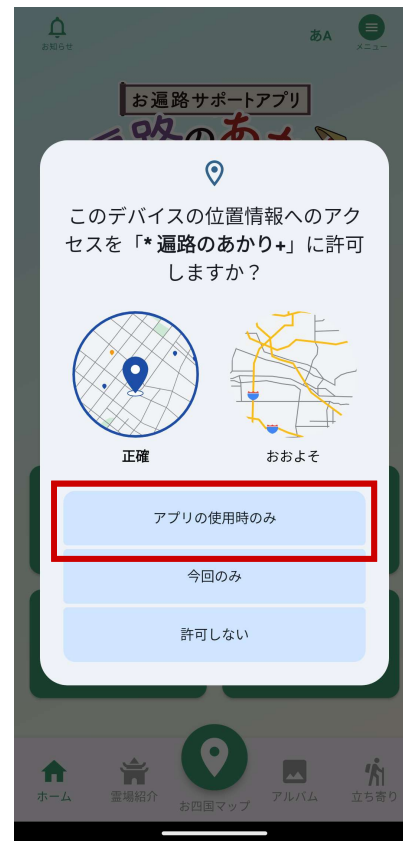 お知らせ
あA
メニュー
お遍路サポートアプリ
このデバイスの位置情報へのアク
セスを「* 遍路のあかり+」に許可
しますか？
正確
おおよそ
アプリの使用時のみ
今回のみ
許可しない
ホーム
霊場紹介
お四国マップ
アルバム
立ち寄り